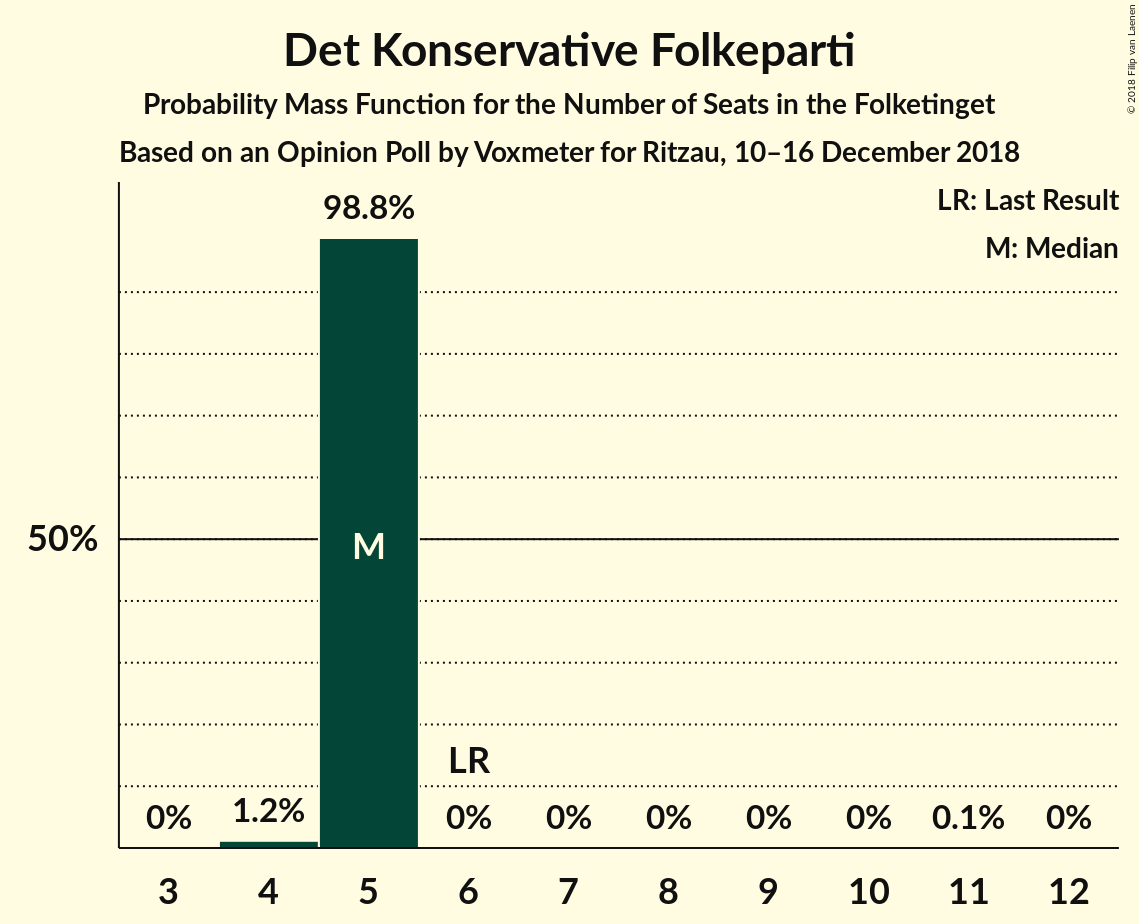 Det Konservative Folkeparti
Probability Mass Function for the Number of Seats in the Folketinget
Based on an Opinion Poll by Voxmeter for Ritzau, 10–16 December 2018
© 2018 Filip van Laenen
LR: Last Result
M: Median
98.8%
50%
M
LR
0%
1.2%
0%
0%
0%
0%
0%
0.1%
0%
3 4 5 6 7 8 9 10 11 12